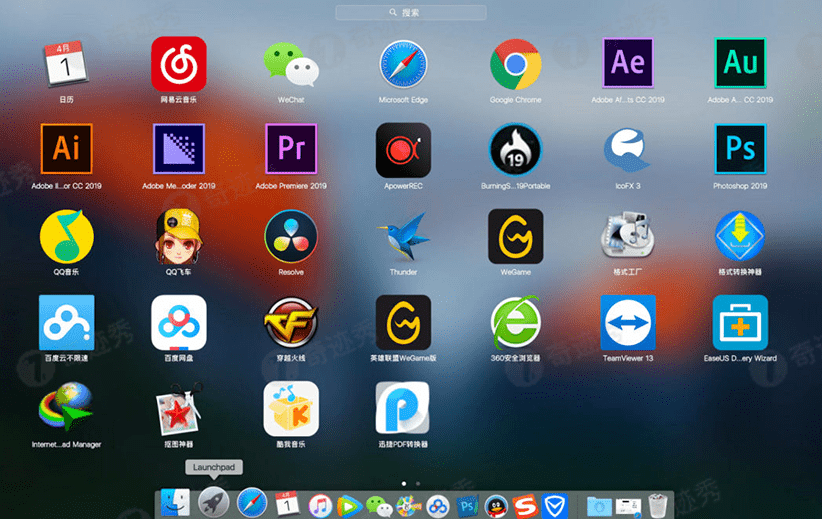 搜索
4月
1
日历
网易云音乐
WeChat
Microsoft Edge
Google Chrome
Ae
Adobe Af...ts CC 2019
Au
Adobe A... CC 2019
Ai
Adobe Il...or CC 2019
Adobe Me...oder 2019
Pr
Adobe Premiere 2019
ApowerREC
19
BurningS...19Portable
IcoFX 3
Ps
Photoshop 2019
QQ音乐
QQ飞车
Resolve
Thunder
WeGame
格式工厂
格式转换神器
百度云不限速
百度网盘
CF
穿越火线
英雄联盟WeGame版
360安全浏览器
TeamViewer 13
EaseUS D...ery Wizard
Internet...ad Manager
抠图神器
K
酷我音乐
P
迅捷PDF转换器
Launchpad
4月
1
Ps
S
奇迹秀